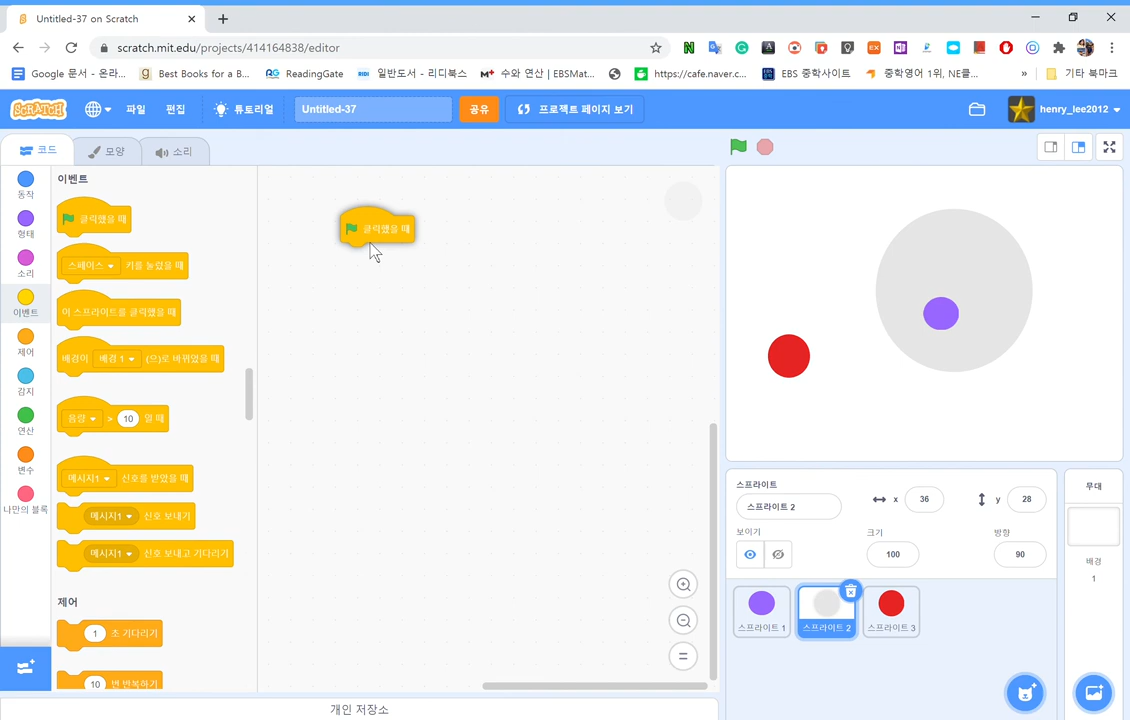 Untitled-37 on Scratch
scratch.mit.edu/projects/414164838/editor
Google 문서 - 온라...
Best Books for a B...
ReadingGate
일반도서 - 리디북스
수와 연산 | EBSMat...
https://cafe.naver.c...
EBS 중학사이트
중학영어 1위, NE클...
»
기타 북마크
SCRATCH
파일
편집
튜토리얼
Untitled-37
공유
프로젝트 페이지 보기
henry_lee2012
코드
모양
소리
동작
형태
소리
이벤트
제어
감지
연산
변수
나만의 블록
이벤트
클릭했을 때
스페이스 키를 눌렀을 때
이 스프라이트를 클릭했을 때
배경이 배경 1 (으)로 바뀌었을 때
음량 > 10 일 때
메시지1 신호를 받았을 때
메시지1 신호 보내기
메시지1 신호 보내고 기다리기
제어
1 초 기다리기
10 번 반복하기
클릭했을 때
개인 저장소
스프라이트
스프라이트 2
x 36
y 28
보이기
크기
100
방향
90
스프라이트 1
스프라이트 2
스프라이트 3
무대
배경
1